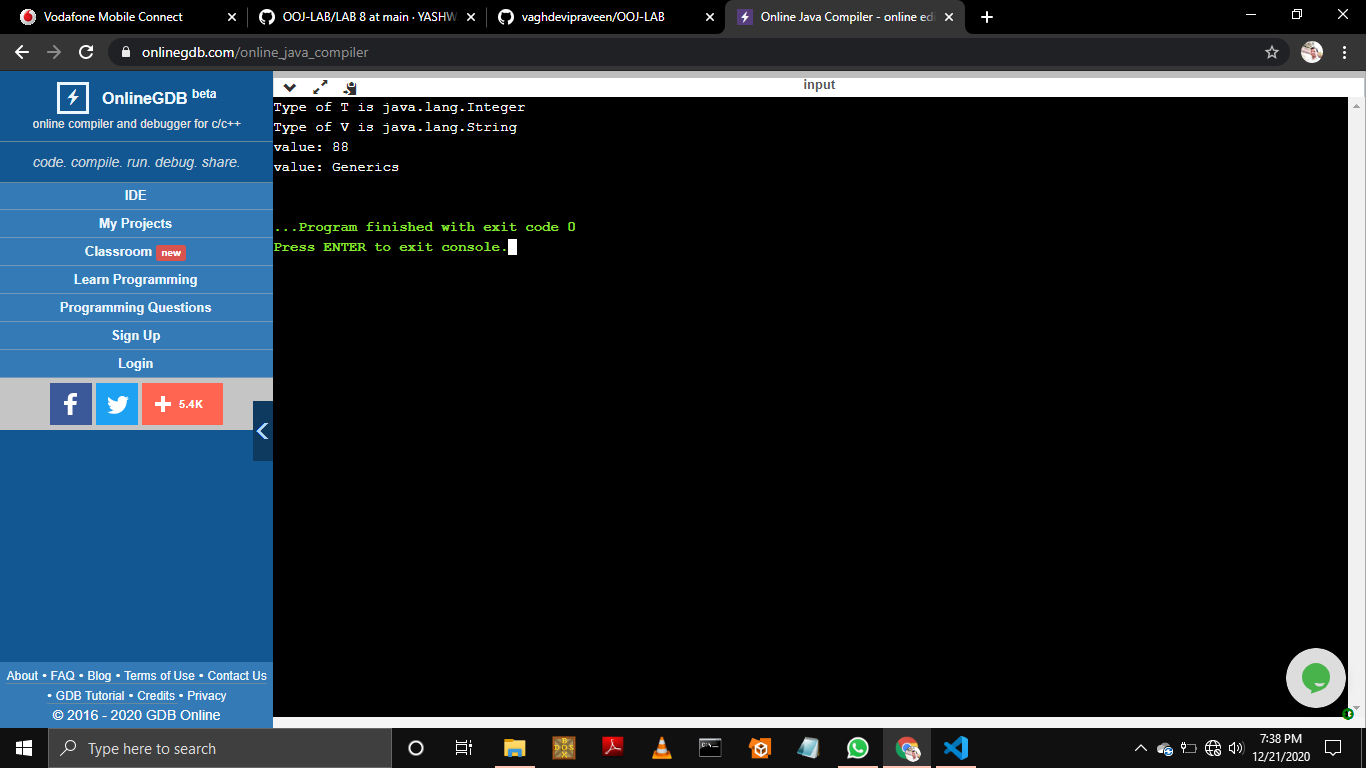 Vodafone Mobile Connect
OOJ-LAB/LAB 8 at main · YASHW
vaghdevipraveen/OOJ-LAB
Online Java Compiler - online edi
onlinegdb.com/online_java_compiler
OnlineGDB beta
online compiler and debugger for c/c++
code. compile. run. debug. share.
IDE
My Projects
Classroom new
Learn Programming
Programming Questions
Sign Up
Login
5.4K
About • FAQ • Blog • Terms of Use • Contact Us
• GDB Tutorial • Credits • Privacy
© 2016 - 2020 GDB Online
input
Type of T is java.lang.Integer
Type of V is java.lang.String
value: 88
value: Generics
...Program finished with exit code 0
Press ENTER to exit console.
Type here to search
7:38 PM
12/21/2020